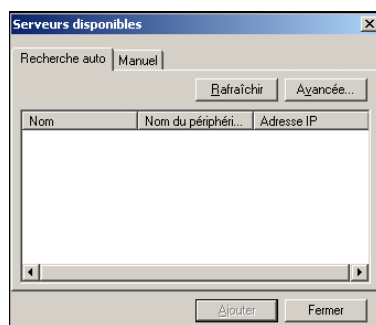 Serveurs disponibles
Recherche auto Manuel
Rafraîchir Avancée...
Nom Nom du périphéri... Adresse IP
Ajouter Fermer